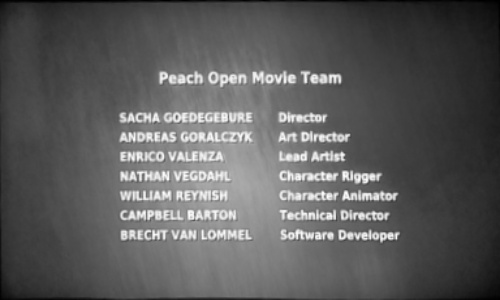 Peach Open Movie Team
SACHA GOEDEGEBURE Director
ANDREAS GORALCZYK Art Director
ENRICO VALENZA Lead Artist
NATHAN VEGDAHL Character Rigger
WILLIAM REYNISH Character Animator
CAMPBELL BARTON Technical Director
BRECHT VAN LOMMEL Software Developer